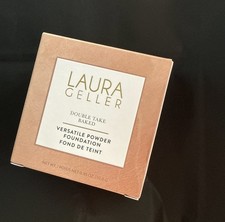 LAURA
GELLER
DOUBLE TAKE
BAKED
VERSATILE POWDER
FOUNDATION
FOND DE TEINT